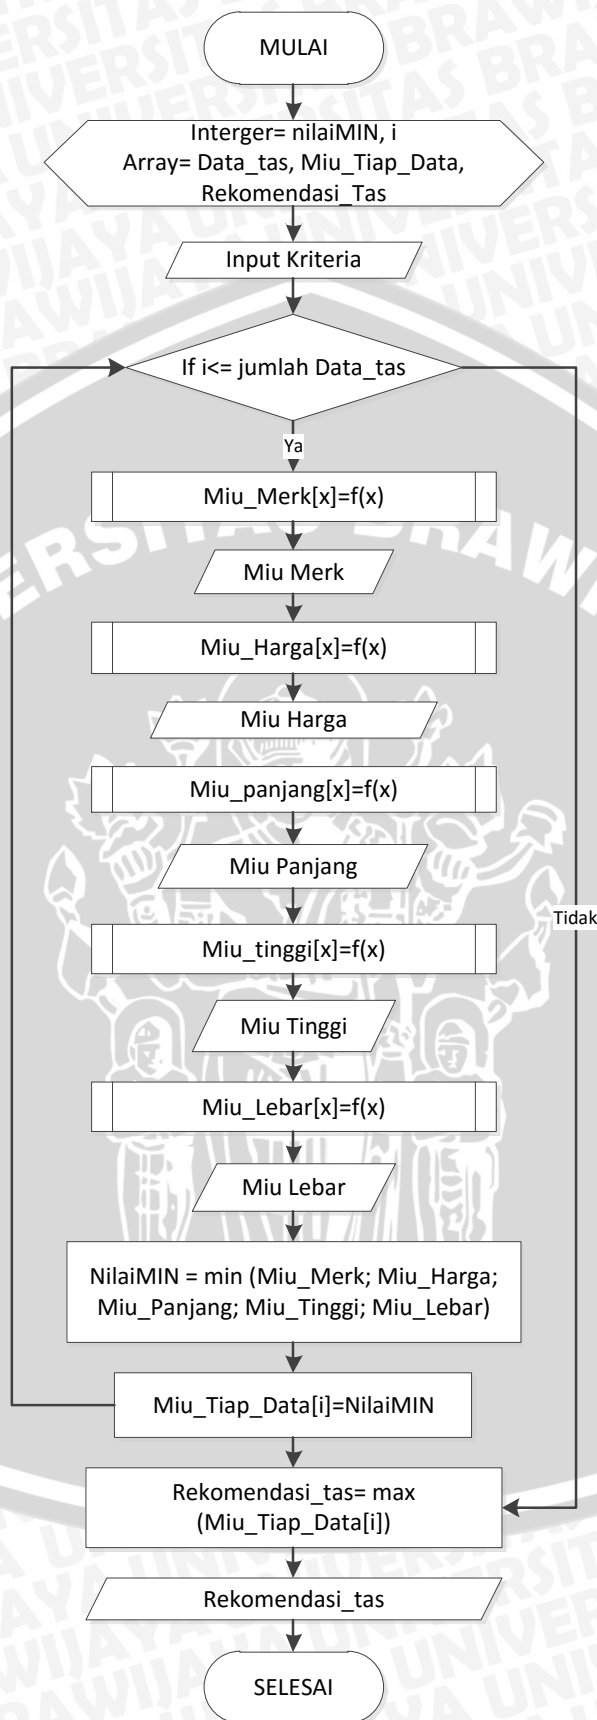 MULAI
Interger= nilaiMIN, i
Array= Data_tas, Miu_Tiap_Data,
Rekomendasi_Tas
Input Kriteria
If i<= jumlah Data_tas
Ya
Miu_Merk[x]=f(x)
Miu Merk
Miu_Harga[x]=f(x)
Miu Harga
Miu_panjang[x]=f(x)
Miu Panjang
Tidak
Miu_tinggi[x]=f(x)
Miu Tinggi
Miu_Lebar[x]=f(x)
Miu Lebar
NilaiMIN = min (Miu_Merk; Miu_Harga;
Miu_Panjang; Miu_Tinggi; Miu_Lebar)
Miu_Tiap_Data[i]=NilaiMIN
Rekomendasi_tas= max
(Miu_Tiap_Data[i])
Rekomendasi_tas
SELESAI